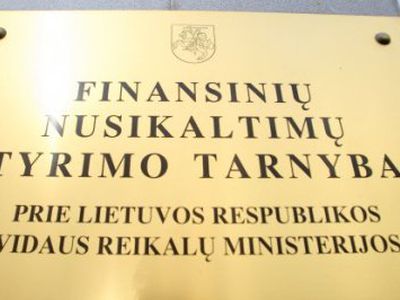 FINANSINIŲ
NUSIKALTIMŲ
TYRIMO TARNYBA
PRIE LIETUVOS RESPUBLIKOS
VIDAUS REIKALŲ MINISTERIJOS